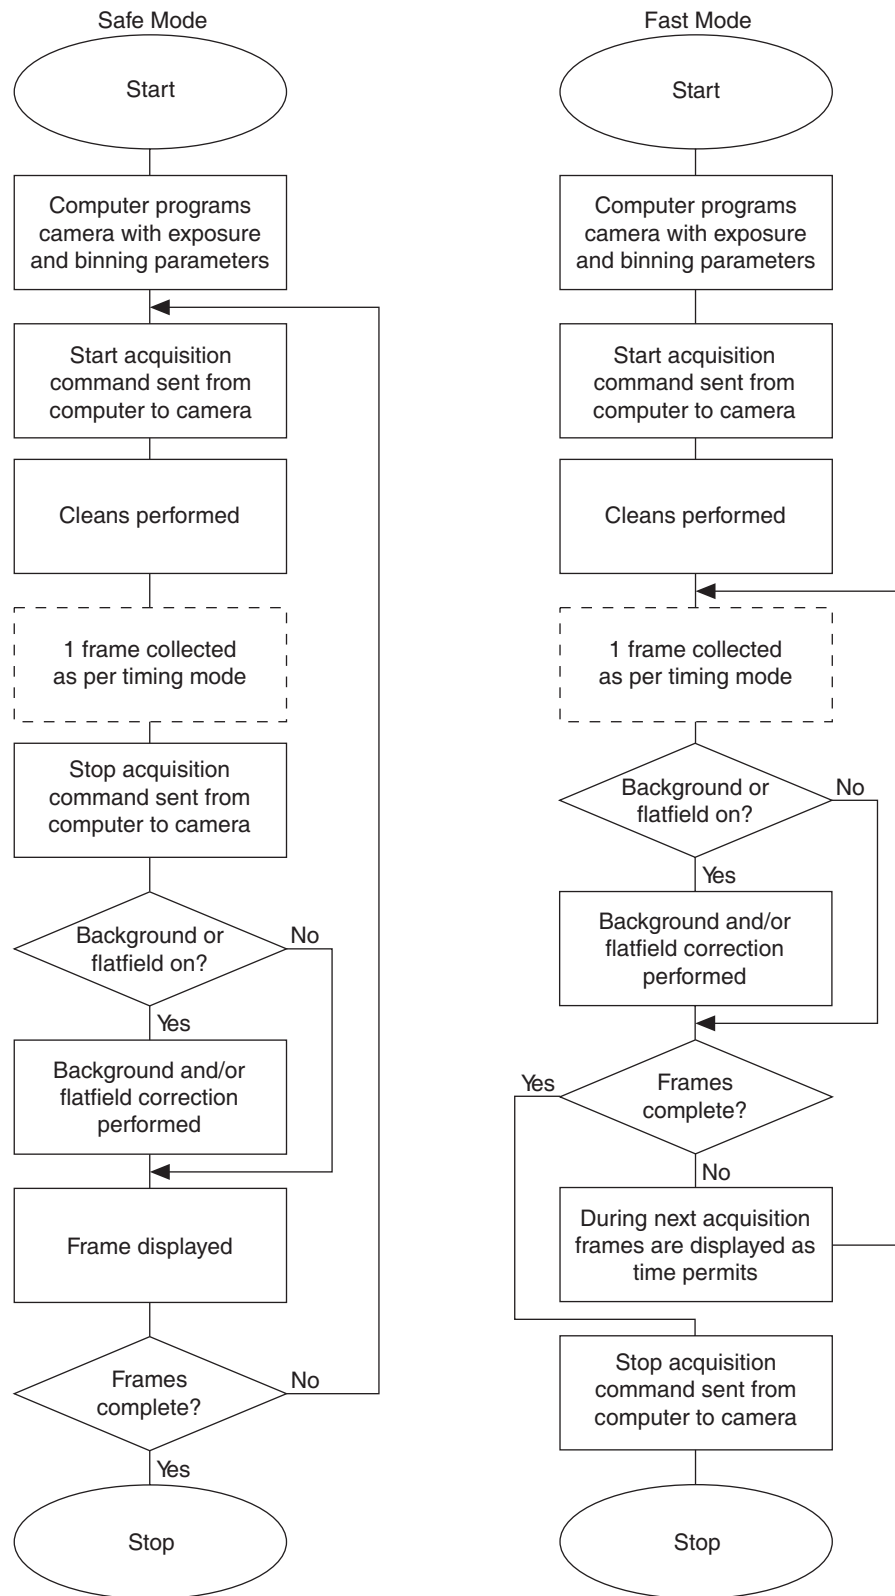 Safe Mode
Start
Computer programs
camera with exposure
and binning parameters
Start acquisition
command sent from
computer to camera
Cleans performed
1 frame collected
as per timing mode
Stop acquisition
command sent from
computer to camera
Background or
flatfield on?
No
Yes
Background and/or
flatfield correction
performed
Frame displayed
Frames
complete?
No
Yes
Stop
Fast Mode
Start
Computer programs
camera with exposure
and binning parameters
Start acquisition
command sent from
computer to camera
Cleans performed
1 frame collected
as per timing mode
Background or
flatfield on?
No
Yes
Background and/or
flatfield correction
performed
Yes
Frames
complete?
No
During next acquisition
frames are displayed as
time permits
Stop acquisition
command sent from
computer to camera
Stop